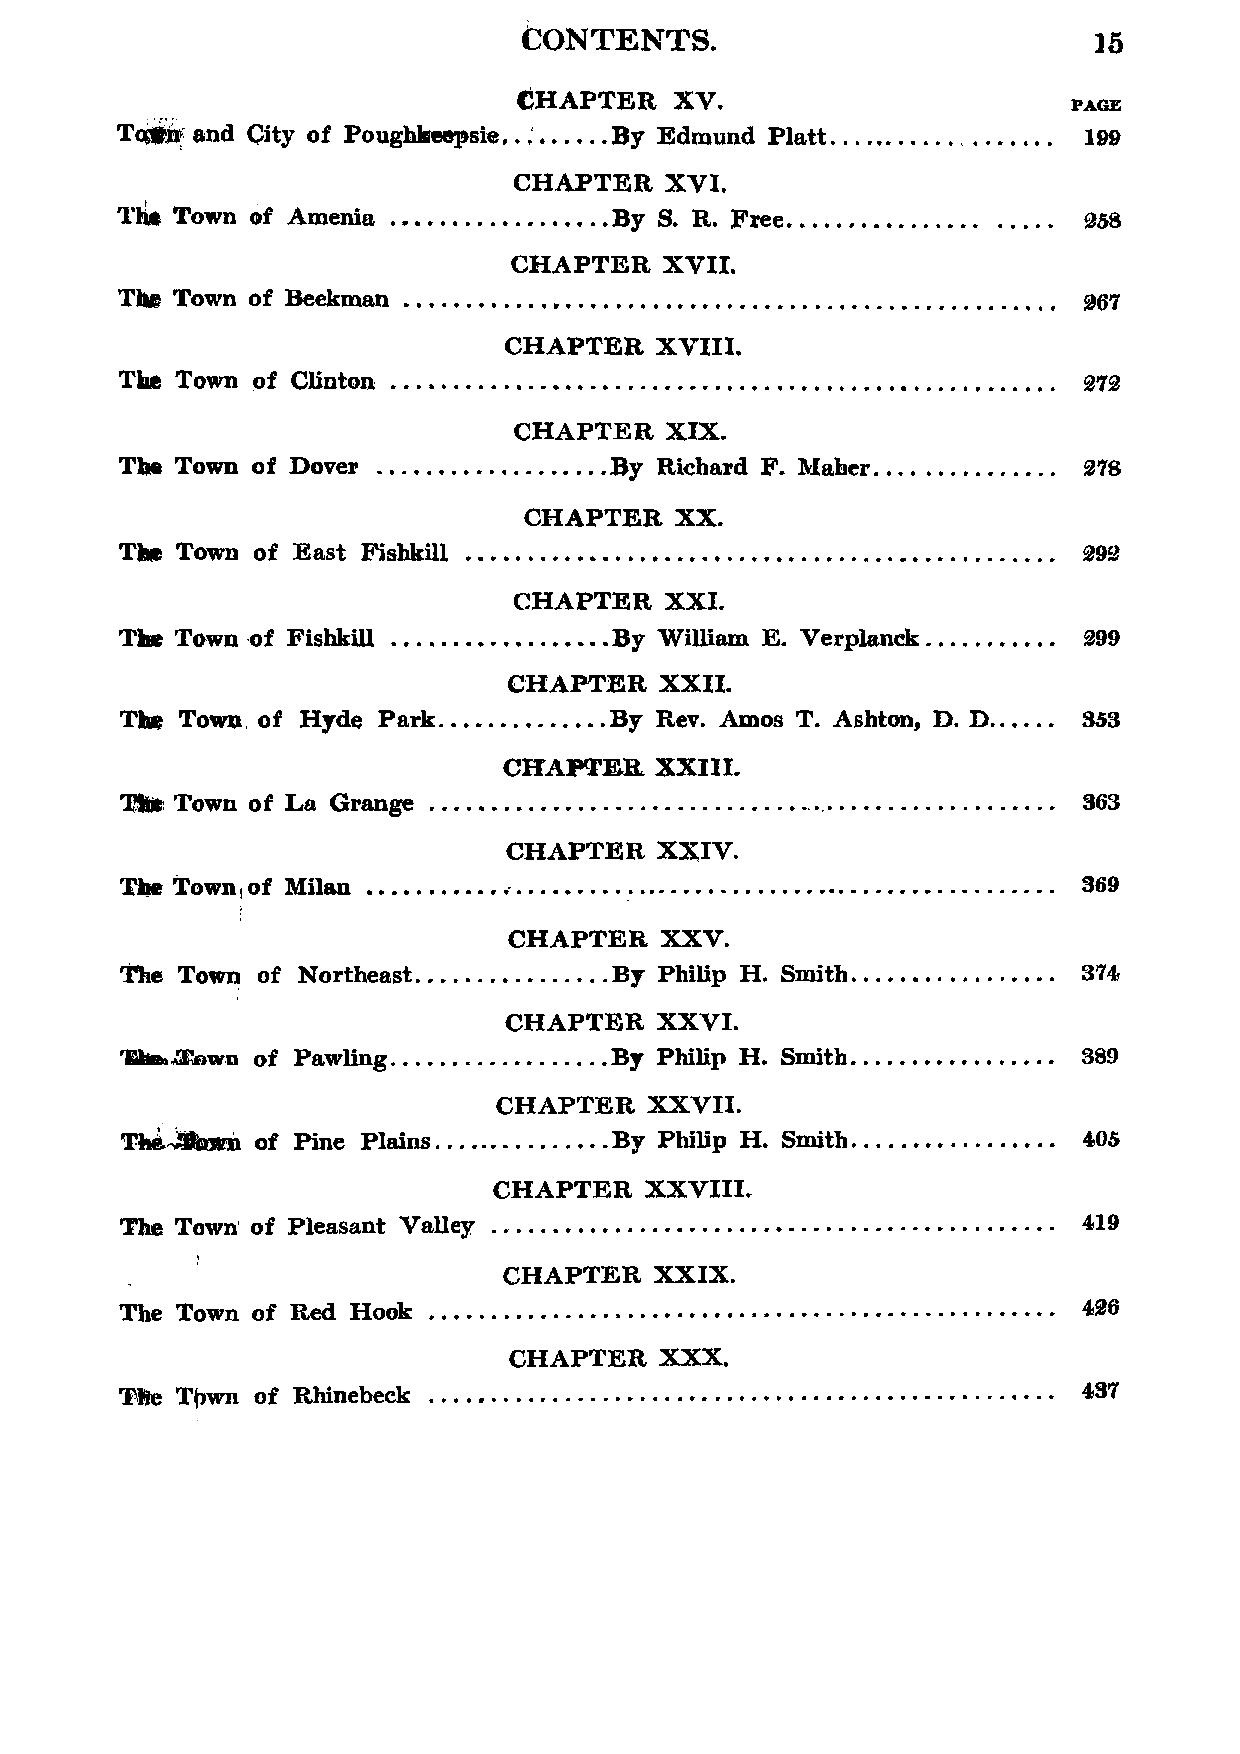 CONTENTS. 15
CHAPTER XV.
PAGE
Town and City of Poughkeepsie.........By Edmund Platt.................. 199
CHAPTER XVI.
The Town of Amenia ..................By S. R. Free..................... 258
CHAPTER XVII.
The Town of Beekman ..................................................... 267
CHAPTER XVIII.
The Town of Clinton ...................................................... 272
CHAPTER XIX.
The Town of Dover ...................By Richard F. Maher............... 278
CHAPTER XX.
The Town of East Fishkill ................................................ 292
CHAPTER XXI.
The Town of Fishkill ..................By William E. Verplanck........... 299
CHAPTER XXII.
The Town of Hyde Park..............By Rev. Amos T. Ashton, D. D...... 353
CHAPTER XXIII.
The Town of La Grange ................................................... 363
CHAPTER XXIV.
The Town of Milan ........................................................ 369
CHAPTER XXV.
The Town of Northeast................By Philip H. Smith................. 374
CHAPTER XXVI.
The Town of Pawling..................By Philip H. Smith................. 389
CHAPTER XXVII.
The Town of Pine Plains..............By Philip H. Smith................. 405
CHAPTER XXVIII.
The Town of Pleasant Valley .............................................. 419
CHAPTER XXIX.
The Town of Red Hook ................................................... 426
CHAPTER XXX.
The Town of Rhinebeck ................................................... 437